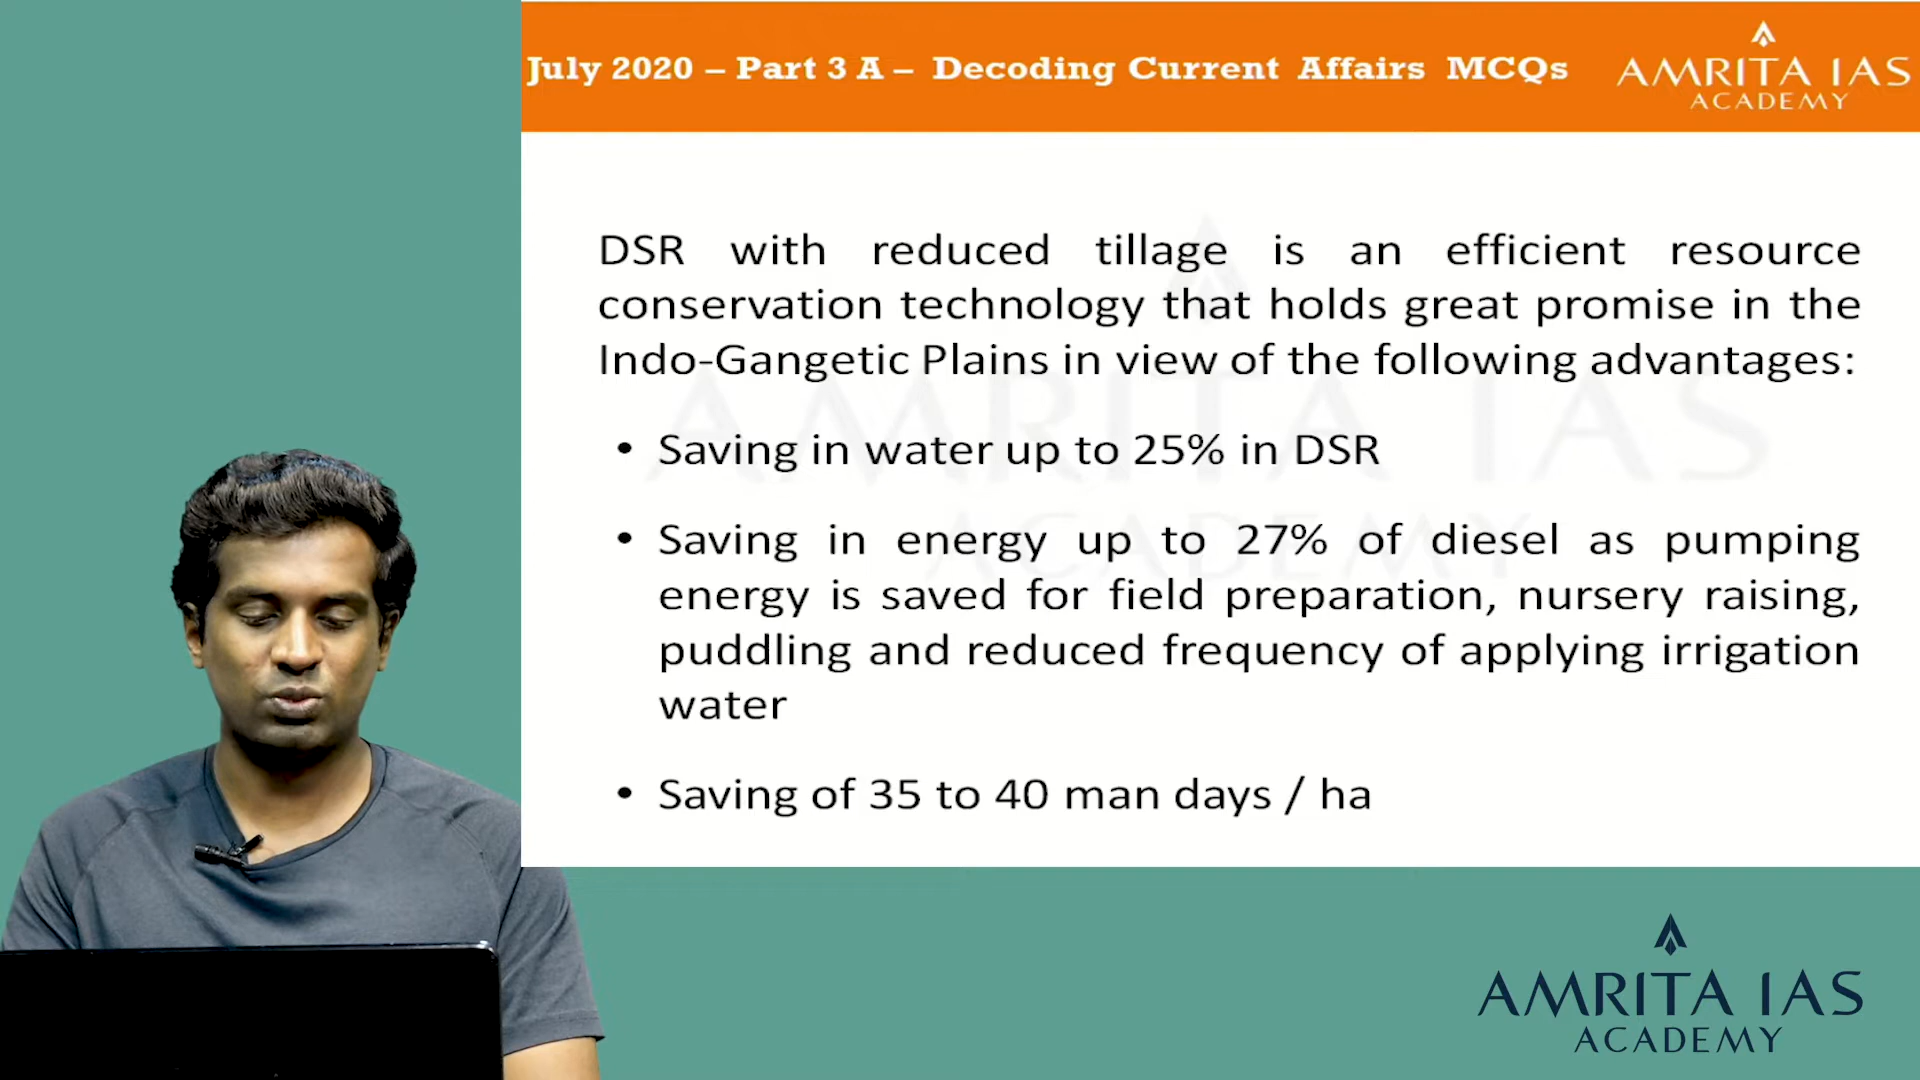 July 2020 – Part 3 A – Decoding Current Affairs MCQs
AMRITA IAS
ACADEMY
DSR with reduced tillage is an efficient resource
conservation technology that holds great promise in the
Indo-Gangetic Plains in view of the following advantages:
• Saving in water up to 25% in DSR
• Saving in energy up to 27% of diesel as pumping
energy is saved for field preparation, nursery raising,
puddling and reduced frequency of applying irrigation
water
• Saving of 35 to 40 man days / ha
AMRITA IAS
ACADEMY
AMRITA IAS
ACADEMY